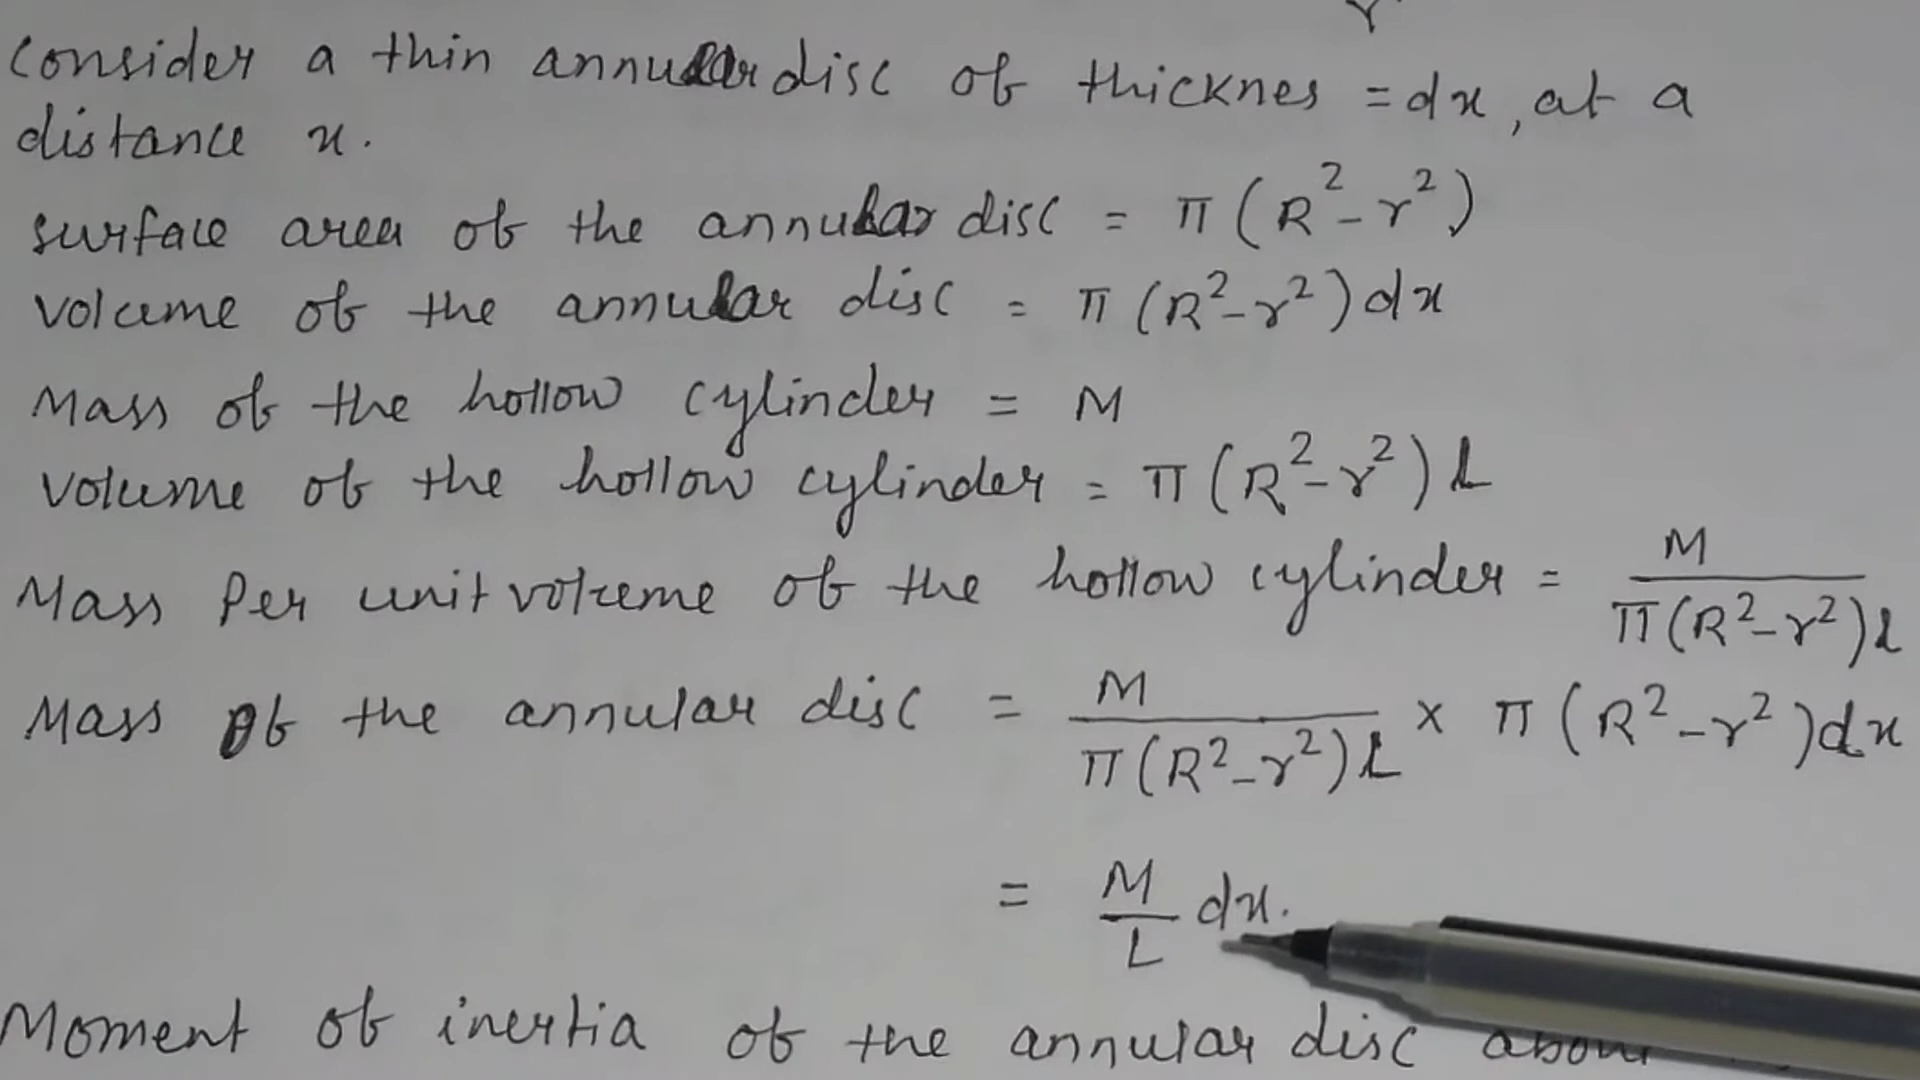 r
Consider a thin annular disc of thicknes = dx, at a
distance x.
surface area of the annular disc = π(R²-r²)
volume of the annular disc = π(R²-r²)dx
Mass of the hollow cylinder = M
volume of the hollow cylinder = π(R²-r²)L
Mass Per unit volume of the hollow cylinder = M / π(R²-r²)L
Mass of the annular disc = M / π(R²-r²)L × π(R²-r²)dx
= M/L dx.
Moment of inertia of the annular disc about